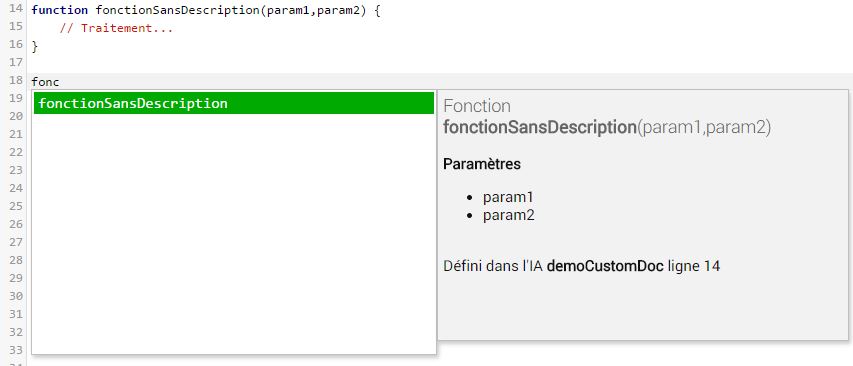 14 function fonctionSansDescription(param1,param2) {
15 // Traitement...
16 }
17
18 fonc
19 fonctionSansDescription
20
21
22
23
24
25
26
27
28
29
30
31
32
33
Fonction
fonctionSansDescription(param1,param2)
Paramètres
• param1
• param2
Défini dans l'IA demoCustomDoc ligne 14